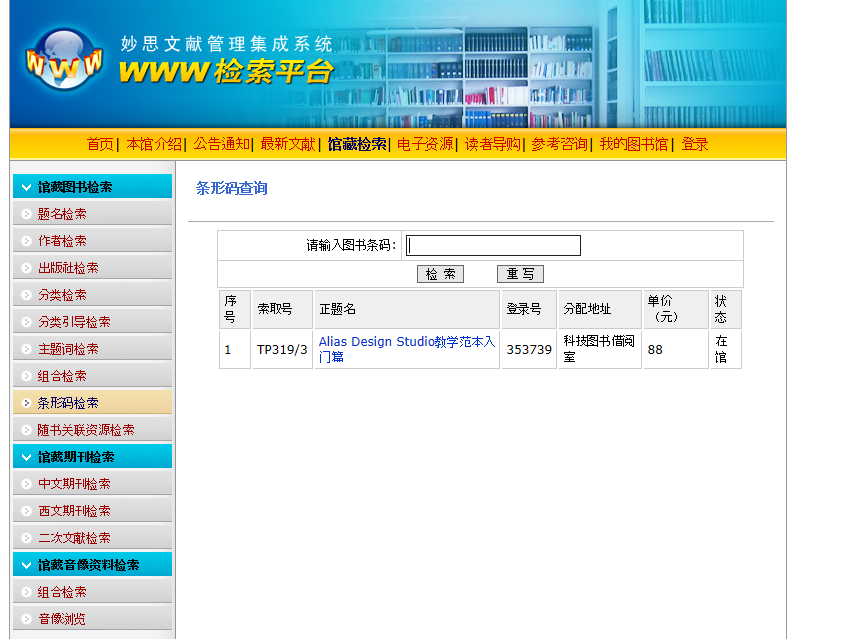 妙思文献管理集成系统
WWW检索平台
首页| 本馆介绍| 公告通知| 最新文献| 馆藏检索| 电子资源| 读者导购| 参考咨询| 我的图书馆| 登录
馆藏图书检索
题名检索
作者检索
出版社检索
分类检索
分类引导检索
主题词检索
组合检索
条形码检索
随书关联资源检索
馆藏期刊检索
中文期刊检索
西文期刊检索
二次文献检索
馆藏音像资料检索
组合检索
音像浏览
条形码查询
请输入图书条码:
检 索 重 写
序号 索取号 正题名 登录号 分配地址 单价（元） 状态
1 TP319/3 Alias Design Studio教学范本入门篇 353739 科技图书借阅室 88 在馆